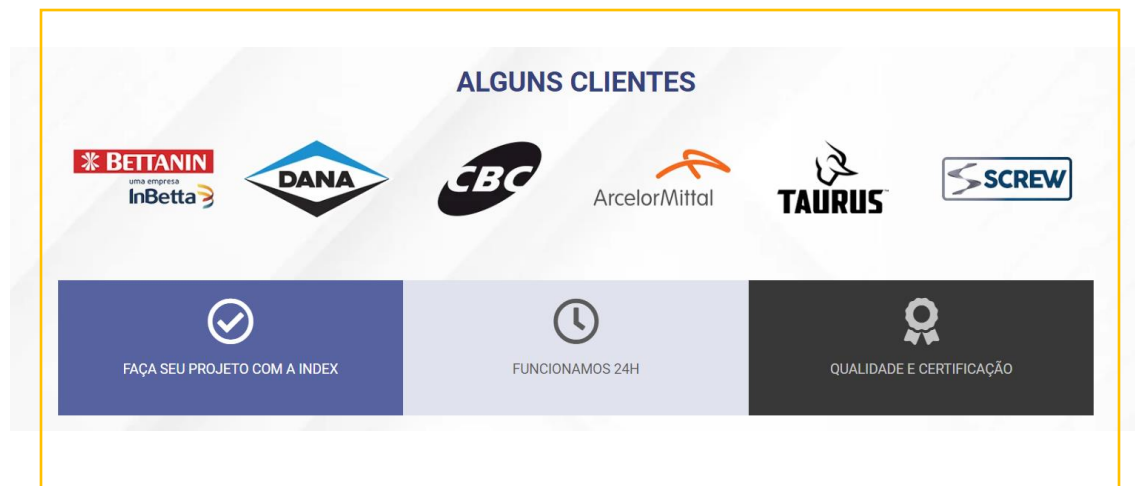 ALGUNS CLIENTES
BETTANIN
uma empresa
InBetta
DANA
CBC
ArcelorMittal
TAURUS
SCREW
FAÇA SEU PROJETO COM A INDEX
FUNCIONAMOS 24H
QUALIDADE E CERTIFICAÇÃO